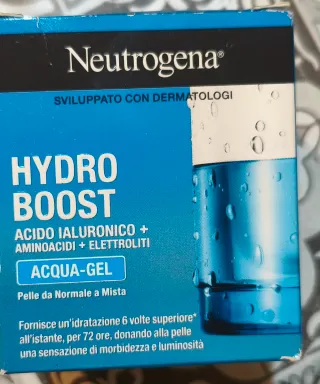 Neutrogena®
SVILUPPATO CON DERMATOLOGI
HYDRO
BOOST
ACIDO IALURONICO +
AMINOACIDI + ELETTROLITI
ACQUA-GEL
Pelle da Normale a Mista
Fornisce un'idratazione 6 volte superiore*
all'istante, per 72 ore, donando alla pelle
una sensazione di morbidezza e luminosità